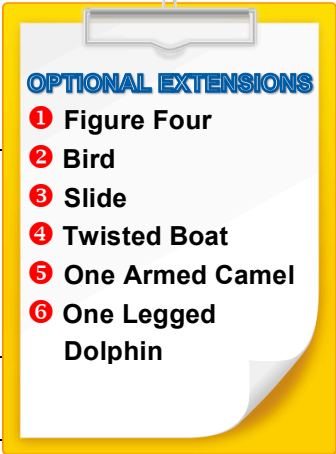 OPTIONAL EXTENSIONS
❶ Figure Four
❷ Bird
❸ Slide
❹ Twisted Boat
❺ One Armed Camel
❻ One Legged
Dolphin